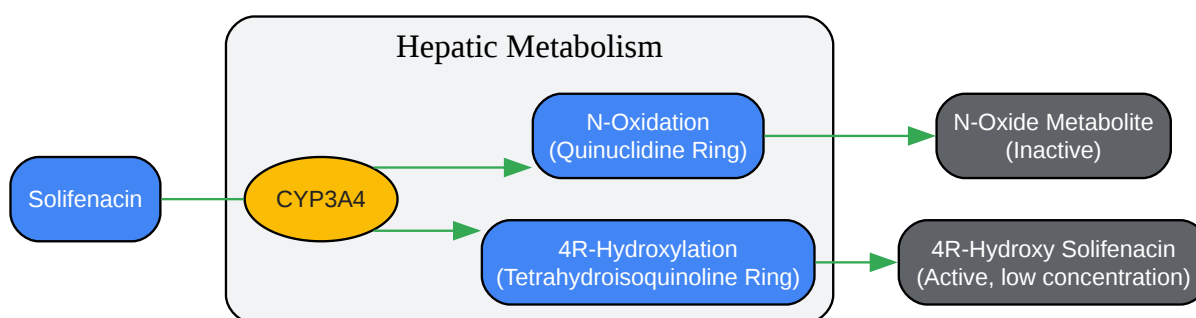 Hepatic Metabolism
Solifenacin
CYP3A4
N-Oxidation
(Quinuclidine Ring)
N-Oxide Metabolite
(Inactive)
4R-Hydroxylation
(Tetrahydroisoquinoline Ring)
4R-Hydroxy Solifenacin
(Active, low concentration)